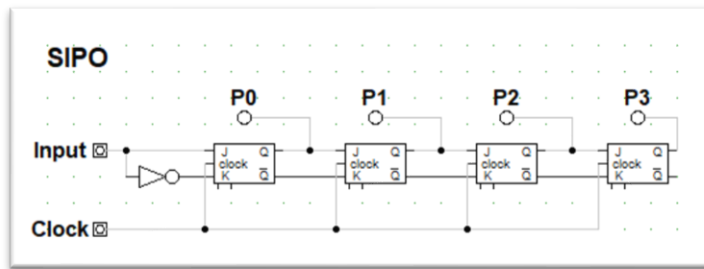 SIPO
P0 P1 P2 P3
Input
J Q J Q J Q J Q
clock clock clock clock
K Q̅ K Q̅ K Q̅ K Q̅
Clock